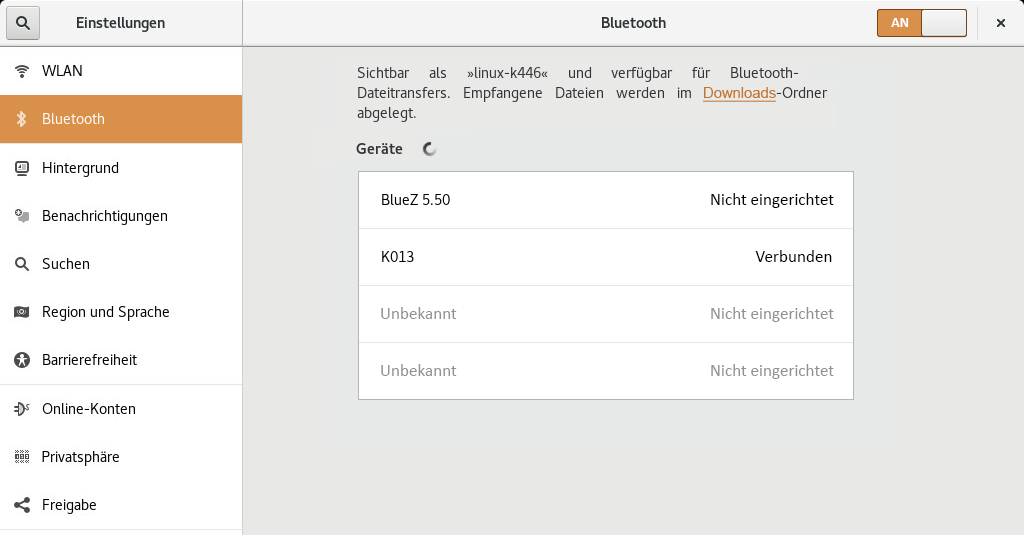 Einstellungen
Bluetooth
AN
WLAN
Bluetooth
Hintergrund
Benachrichtigungen
Suchen
Region und Sprache
Barrierefreiheit
Online-Konten
Privatsphäre
Freigabe
Sichtbar als »linux-k446« und verfügbar für Bluetooth-
Dateitransfers. Empfangene Dateien werden im Downloads-Ordner
abgelegt.
Geräte
BlueZ 5.50 Nicht eingerichtet
K013 Verbunden
Unbekannt Nicht eingerichtet
Unbekannt Nicht eingerichtet